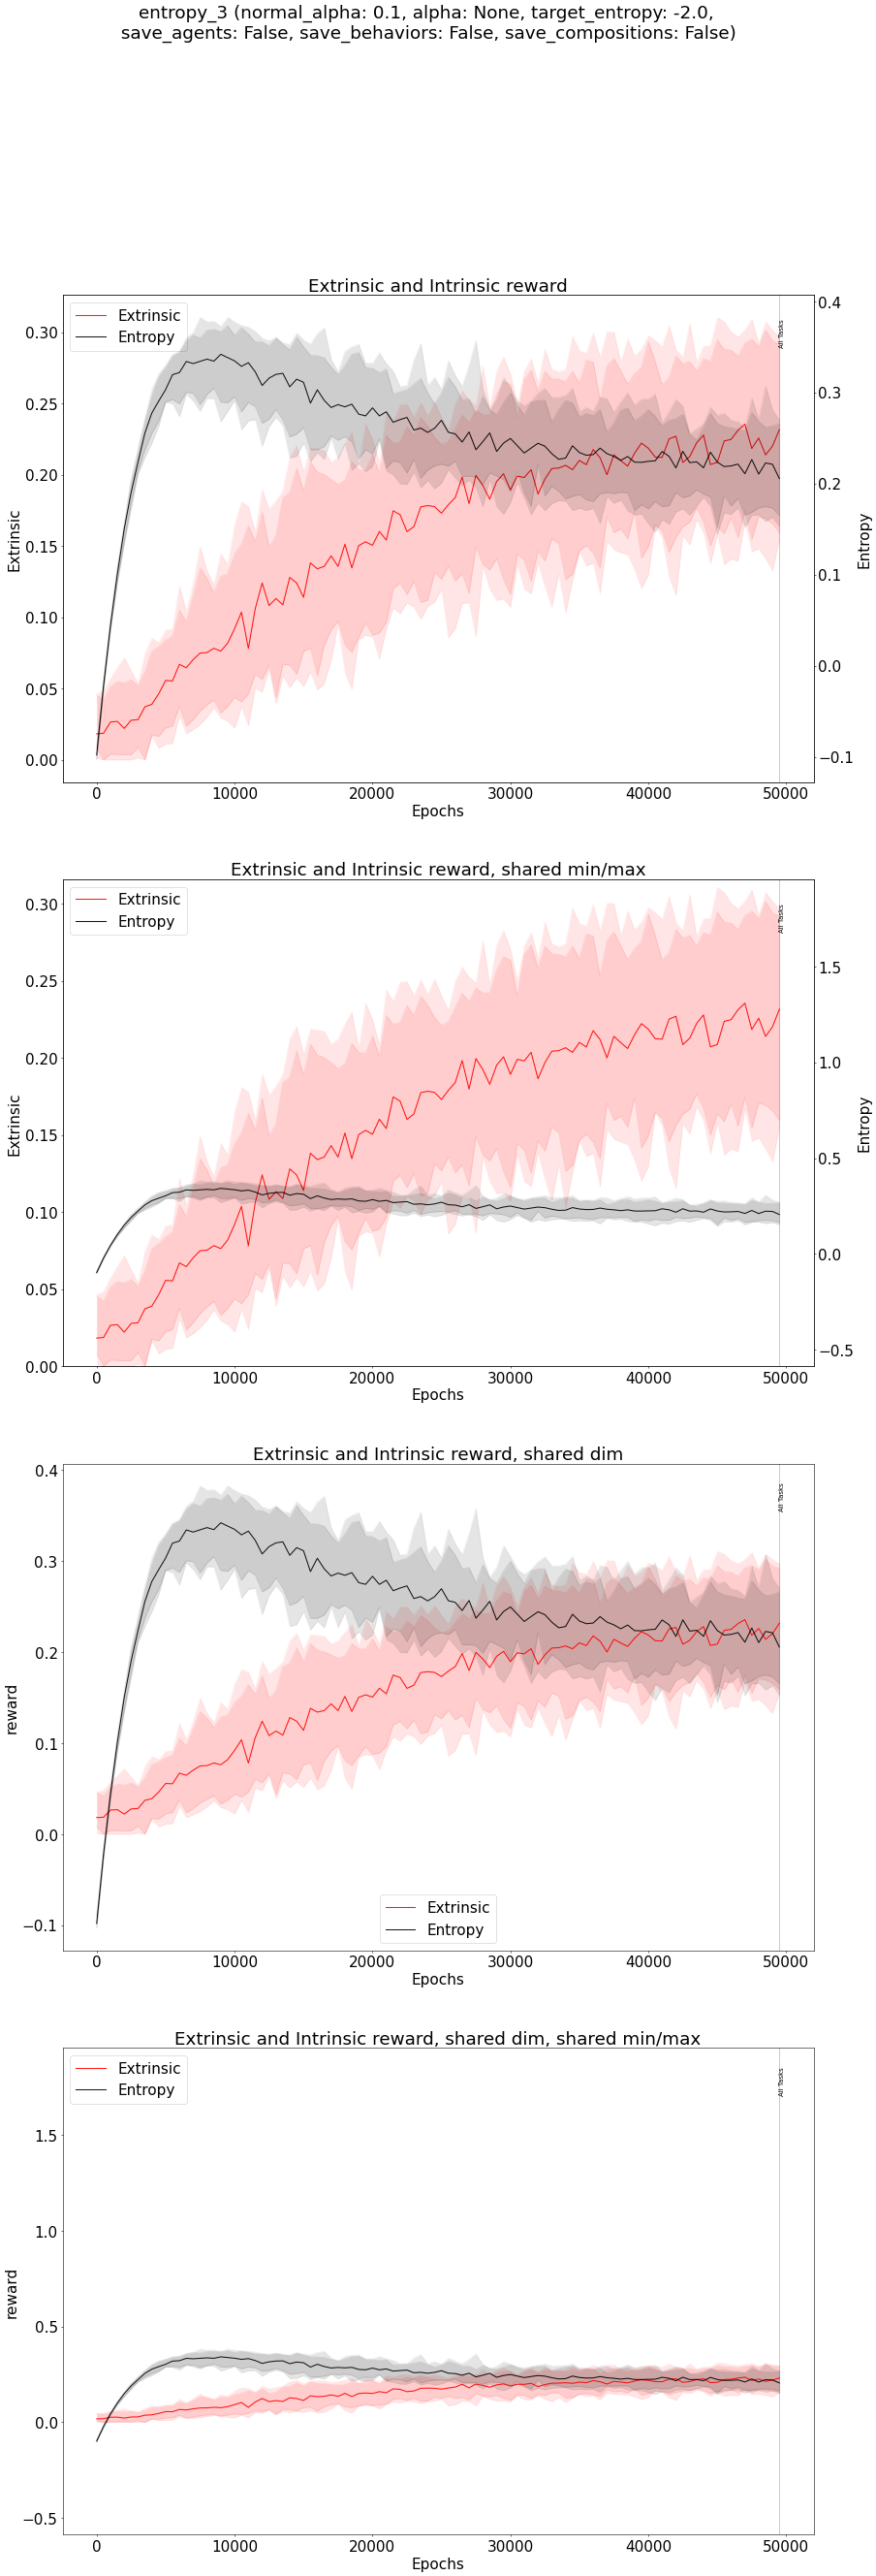 entropy_3 (normal_alpha: 0.1, alpha: None, target_entropy: -2.0,
save_agents: False, save_behaviors: False, save_compositions: False)
Extrinsic and Intrinsic reward
Extrinsic
Entropy
All Tasks
0.30
0.25
0.20
0.15
0.10
0.05
0.00
Extrinsic
0.4
0.3
0.2
0.1
0.0
−0.1
Entropy
0 10000 20000 30000 40000 50000
Epochs
Extrinsic and Intrinsic reward, shared min/max
Extrinsic
Entropy
All Tasks
0.30
0.25
0.20
0.15
0.10
0.05
0.00
Extrinsic
1.5
1.0
0.5
0.0
−0.5
Entropy
0 10000 20000 30000 40000 50000
Epochs
Extrinsic and Intrinsic reward, shared dim
All Tasks
0.4
0.3
0.2
0.1
0.0
−0.1
reward
Extrinsic
Entropy
0 10000 20000 30000 40000 50000
Epochs
Extrinsic and Intrinsic reward, shared dim, shared min/max
Extrinsic
Entropy
All Tasks
1.5
1.0
0.5
0.0
−0.5
reward
0 10000 20000 30000 40000 50000
Epochs